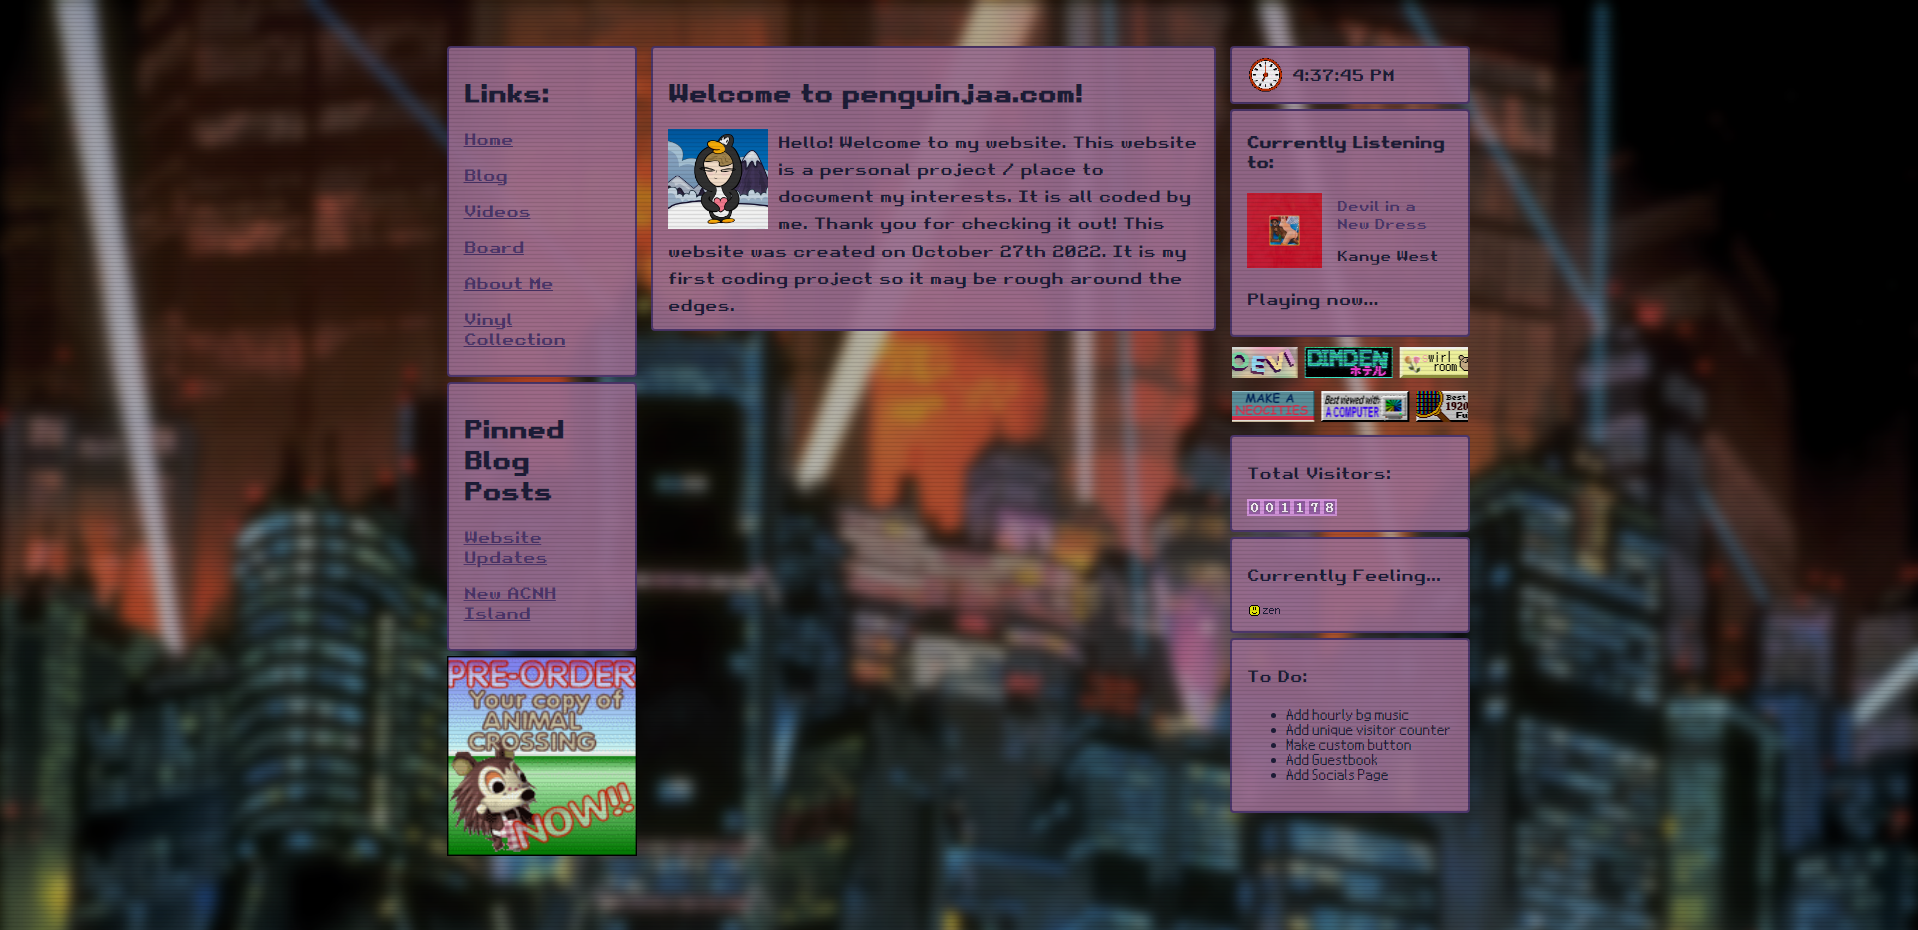 Links:
Home
Blog
Videos
Board
About Me
Vinyl
Collection
Pinned
Blog
Posts
Website
Updates
New ACNH
Island
PRE-ORDER
Your copy of
ANIMAL
CROSSING
NOW!!
Welcome to penguinjaa.com!
Hello! Welcome to my website. This website
is a personal project / place to
document my interests. It is all coded by
me. Thank you for checking it out! This
website was created on October 27th 2022. It is my
first coding project so it may be rough around the
edges.
4:37:45 PM
Currently Listening
to:
Devil in a
New Dress
Kanye West
Playing now...
DIMDEN
ホテル
wirl
room
MAKE A
NEOCITIES
Best viewed with
A COMPUTER
Best
1920
Fu
Total Visitors:
001178
Currently Feeling...
zen
To Do:
Add hourly bg music
Add unique visitor counter
Make custom button
Add Guestbook
Add Socials Page